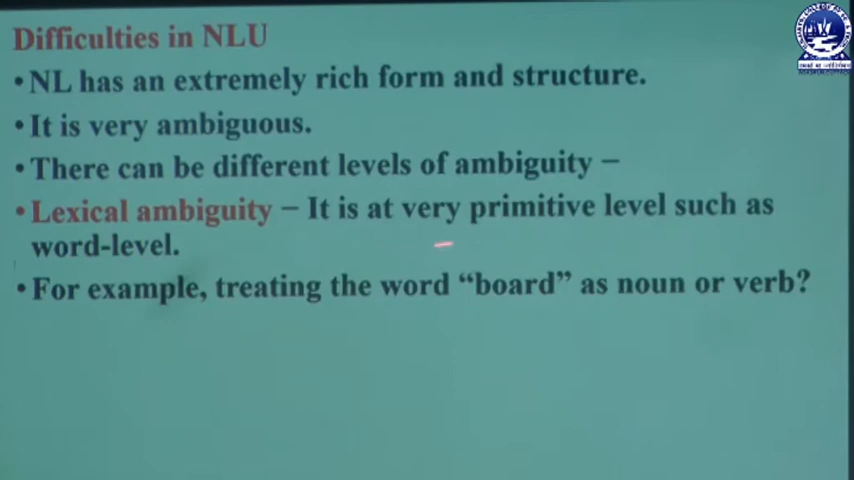 Difficulties in NLU
•NL has an extremely rich form and structure.
•It is very ambiguous.
•There can be different levels of ambiguity –
•Lexical ambiguity – It is at very primitive level such as
word-level.
•For example, treating the word “board” as noun or verb?